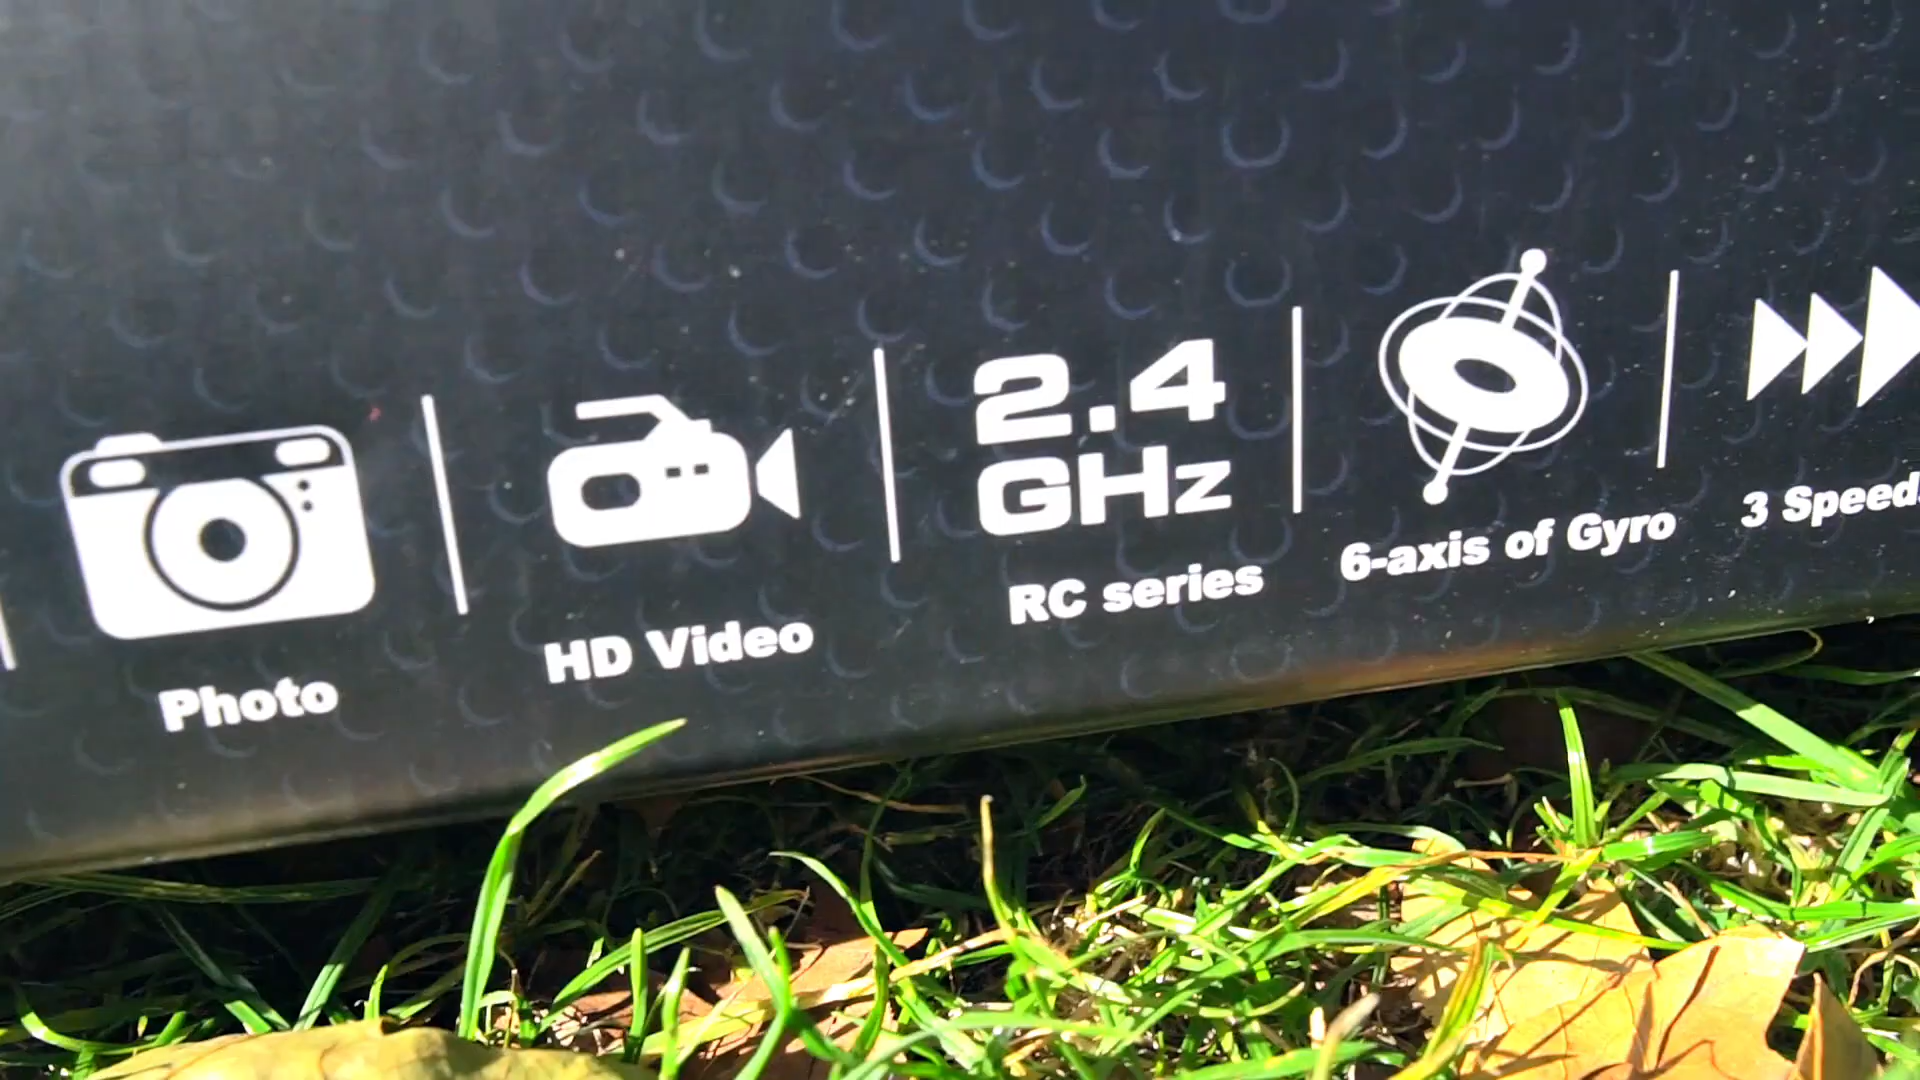 Photo
HD Video
2.4
GHz
RC series
6-axis of Gyro
3 Speed